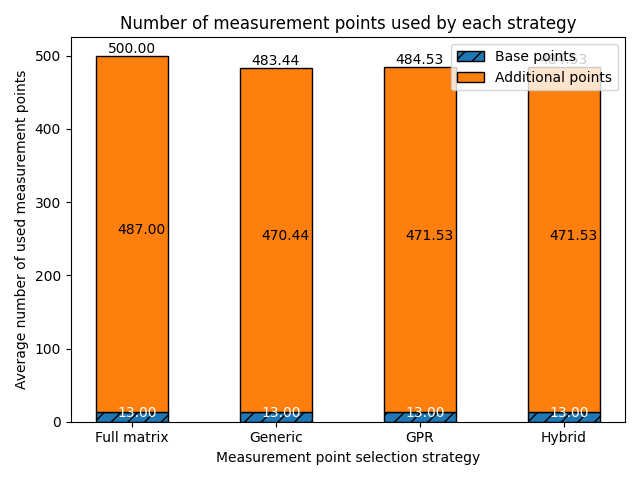 Number of measurement points used by each strategy
Base points
Additional points
500.00
483.44
484.53
484.53
487.00
470.44
471.53
471.53
13.00
13.00
13.00
13.00
500
400
300
200
100
0
Average number of used measurement points
Full matrix
Generic
GPR
Hybrid
Measurement point selection strategy